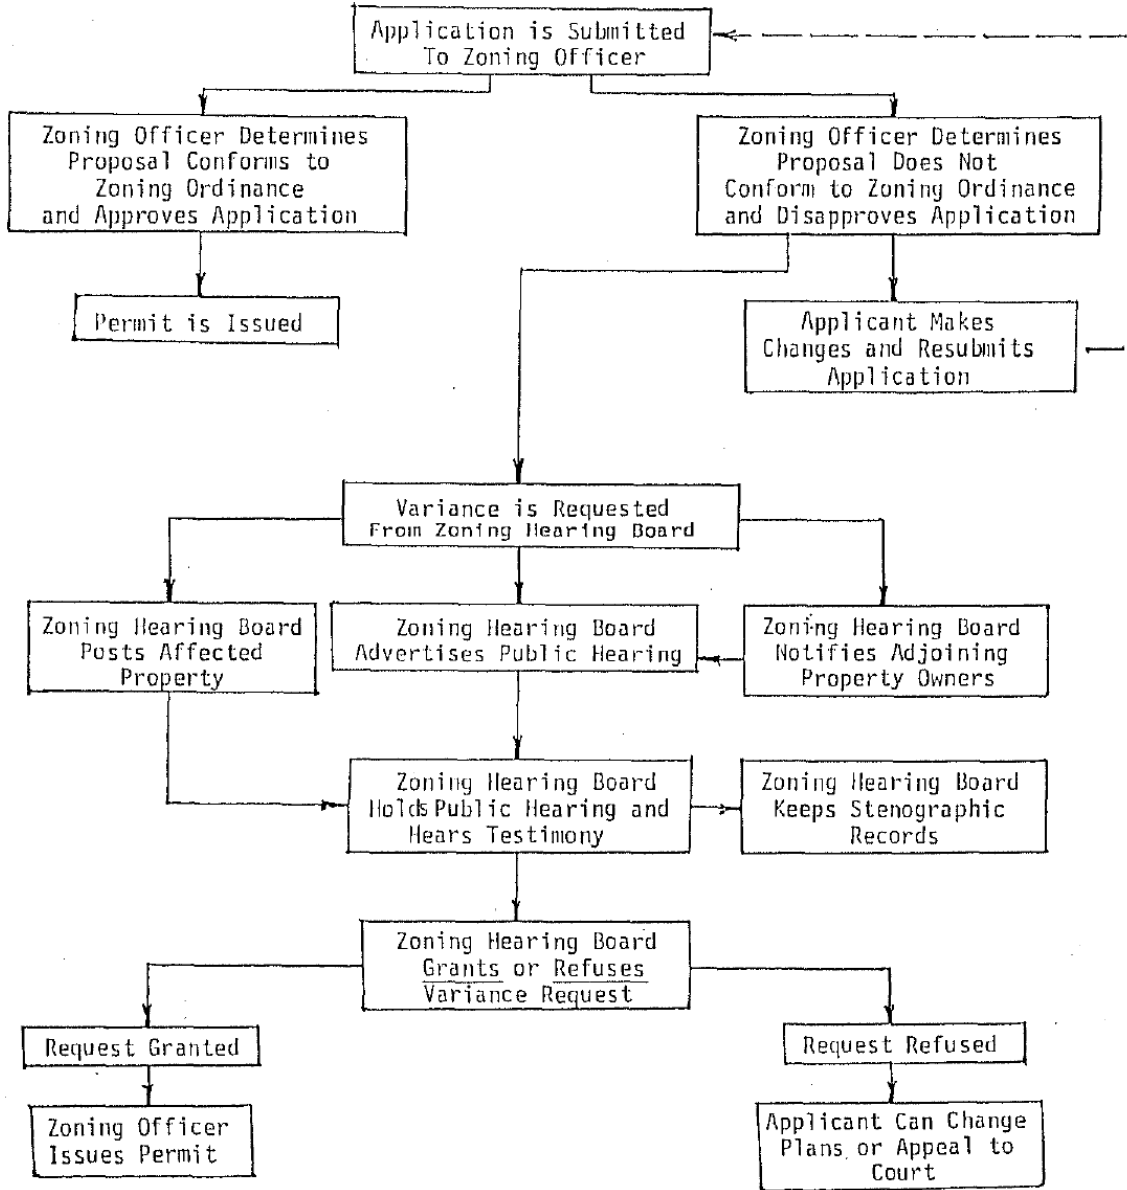 Application is Submitted
To Zoning Officer
Zoning Officer Determines
Proposal Conforms to
Zoning Ordinance
and Approves Application
Zoning Officer Determines
Proposal Does Not
Conform to Zoning Ordinance
and Disapproves Application
Permit is Issued
Applicant Makes
Changes and Resubmits
Application
Variance is Requested
From Zoning Hearing Board
Zoning Hearing Board
Posts Affected
Property
Zoning Hearing Board
Advertises Public Hearing
Zoning Hearing Board
Notifies Adjoining
Property Owners
Zoning Hearing Board
Holds Public Hearing and
Hears Testimony
Zoning Hearing Board
Keeps Stenographic
Records
Zoning Hearing Board
Grants or Refuses
Variance Request
Request Granted
Request Refused
Zoning Officer
Issues Permit
Applicant Can Change
Plans or Appeal to
Court